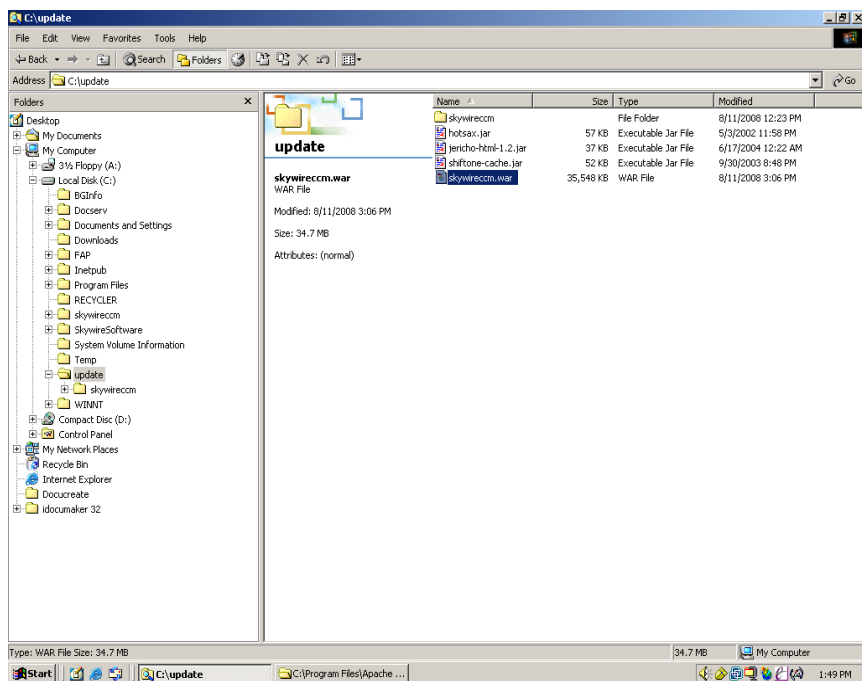 C:\update
File Edit View Favorites Tools Help
Back Search Folders
Address C:\update Go
Folders
Desktop
My Documents
My Computer
3½ Floppy (A:)
Local Disk (C:)
BGInfo
Docserv
Documents and Settings
Downloads
FAP
Inetpub
Program Files
RECYCLER
skywireccm
SkywireSoftware
System Volume Information
Temp
update
skywireccm
WINNT
Compact Disc (D:)
Control Panel
My Network Places
Recycle Bin
Internet Explorer
Docucreate
idocumaker 32
update
skywireccm.war
WAR File
Modified: 8/11/2008 3:06 PM
Size: 34.7 MB
Attributes: (normal)
Name Size Type Modified
skywireccm File Folder 8/11/2008 12:23 PM
hotsax.jar 57 KB Executable Jar File 5/3/2002 11:58 PM
jericho-html-1.2.jar 37 KB Executable Jar File 6/17/2004 12:22 AM
shiftone-cache.jar 52 KB Executable Jar File 9/30/2003 8:48 PM
skywireccm.war 35,548 KB WAR File 8/11/2008 3:06 PM
Type: WAR File Size: 34.7 MB 34.7 MB My Computer
Start C:\update C:\Program Files\Apache ... 1:49 PM